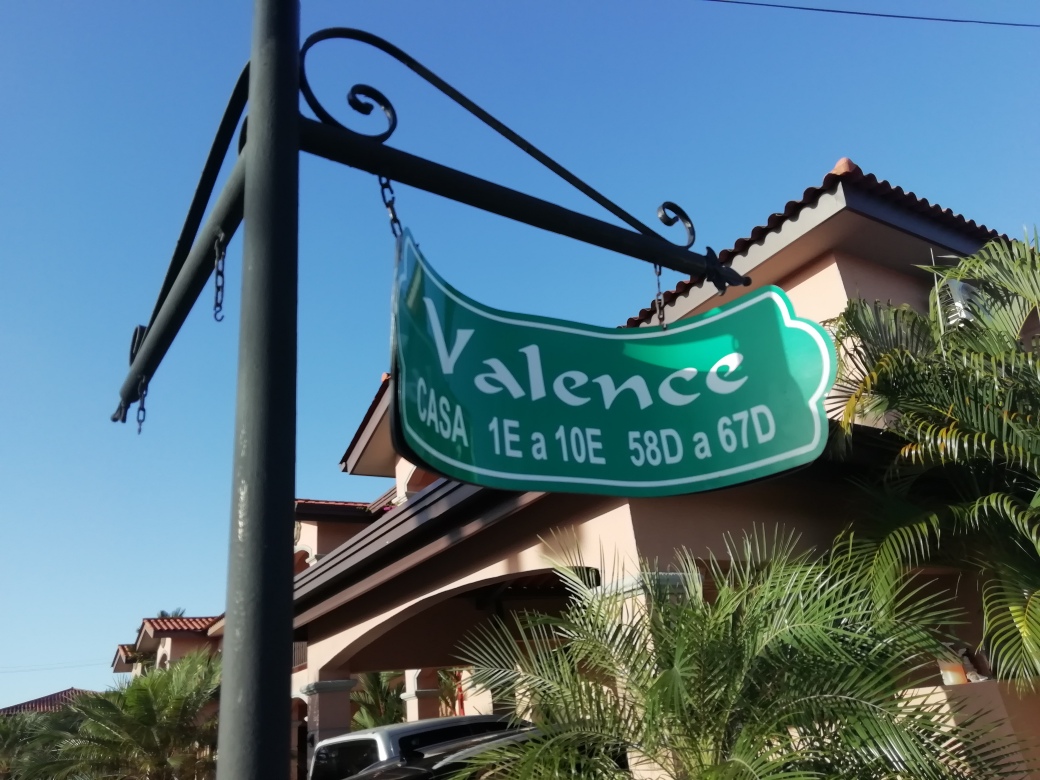 Valence
CASA 1E a 10E 58D a 67D